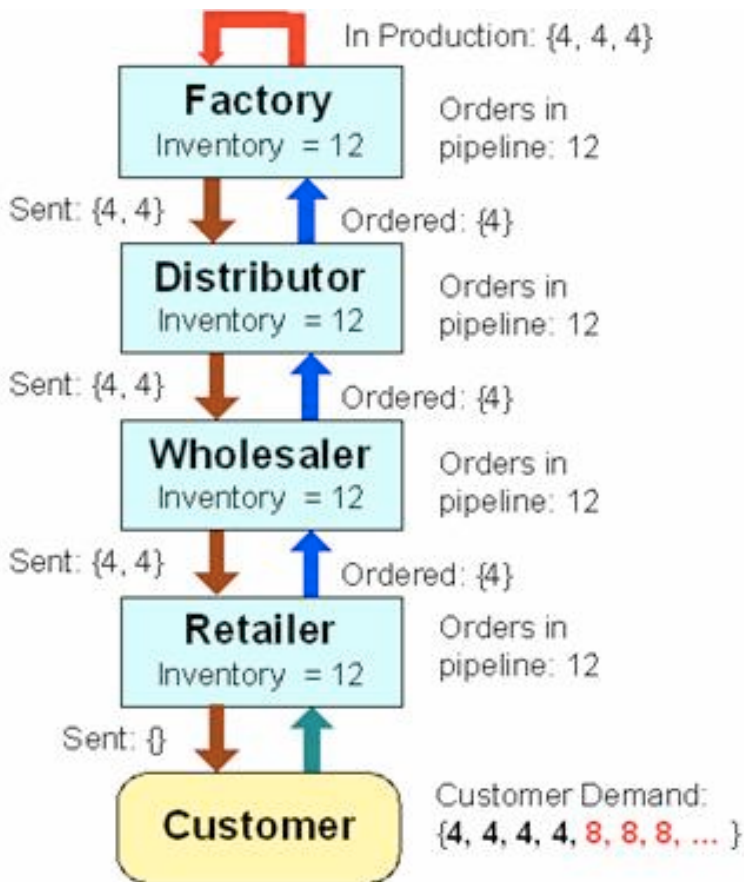 In Production: {4, 4, 4}
Factory
Inventory = 12
Orders in
pipeline: 12
Sent: {4, 4}
Ordered: {4}
Distributor
Inventory = 12
Orders in
pipeline: 12
Sent: {4, 4}
Ordered: {4}
Wholesaler
Inventory = 12
Orders in
pipeline: 12
Sent: {4, 4}
Ordered: {4}
Retailer
Inventory = 12
Orders in
pipeline: 12
Sent: {}
Customer
Customer Demand:
{4, 4, 4, 4, 8, 8, 8, ... }